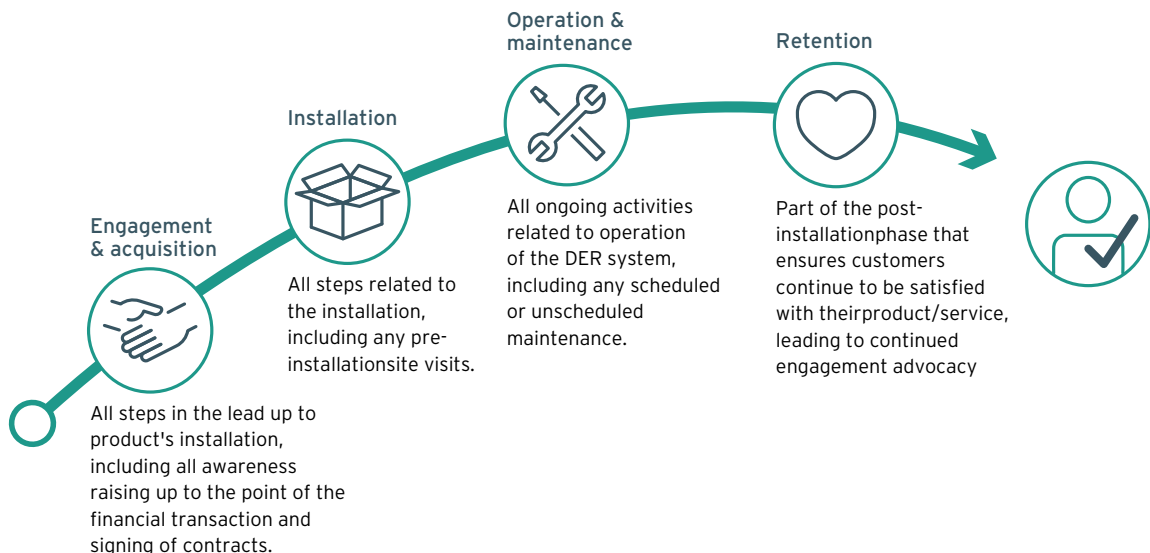 Engagement
& acquisition
All steps in the lead up to
product's installation,
including all awareness
raising up to the point of the
financial transaction and
signing of contracts.
Installation
All steps related to
the installation,
including any pre-
installationsite visits.
Operation &
maintenance
All ongoing activities
related to operation
of the DER system,
including any scheduled
or unscheduled
maintenance.
Retention
Part of the post-
installationphase that
ensures customers
continue to be satisfied
with theirproduct/service,
leading to continued
engagement advocacy